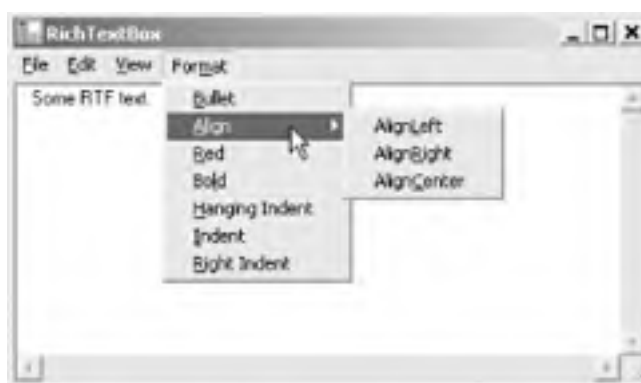 RichTextBox
File Edit View Format
Some RTF text.
Bullet
Align
AlignLeft
Red
AlignRight
Bold
AlignCenter
Hanging Indent
Indent
Right Indent